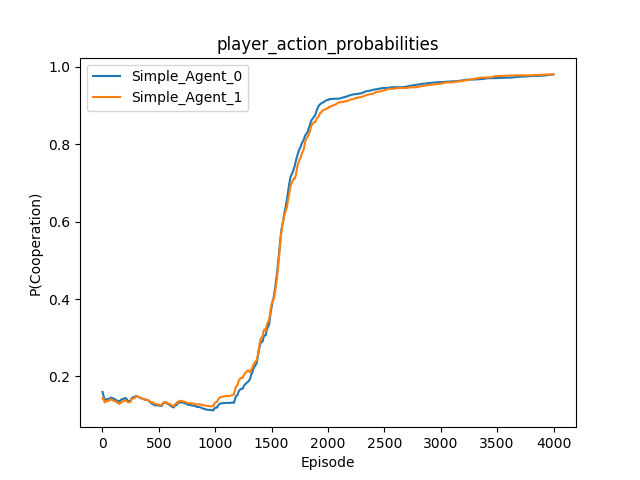 player_action_probabilities
Simple_Agent_0
Simple_Agent_1
P(Cooperation)
1.0
0.8
0.6
0.4
0.2
0 500 1000 1500 2000 2500 3000 3500 4000
Episode